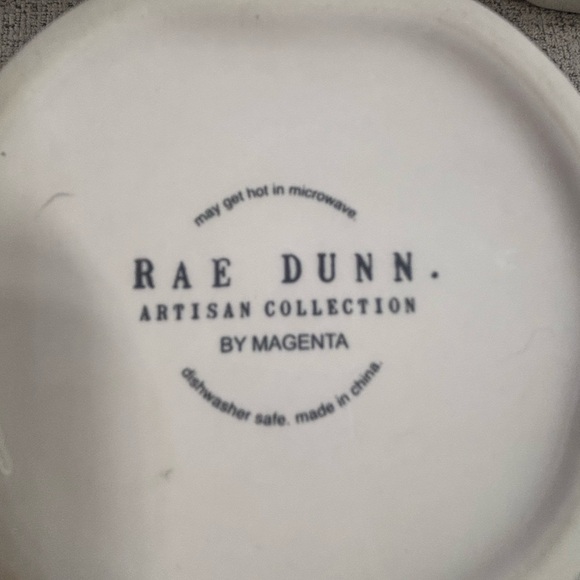 may get hot in microwave.
RAE DUNN.
ARTISAN COLLECTION
BY MAGENTA
dishwasher safe. made in china.